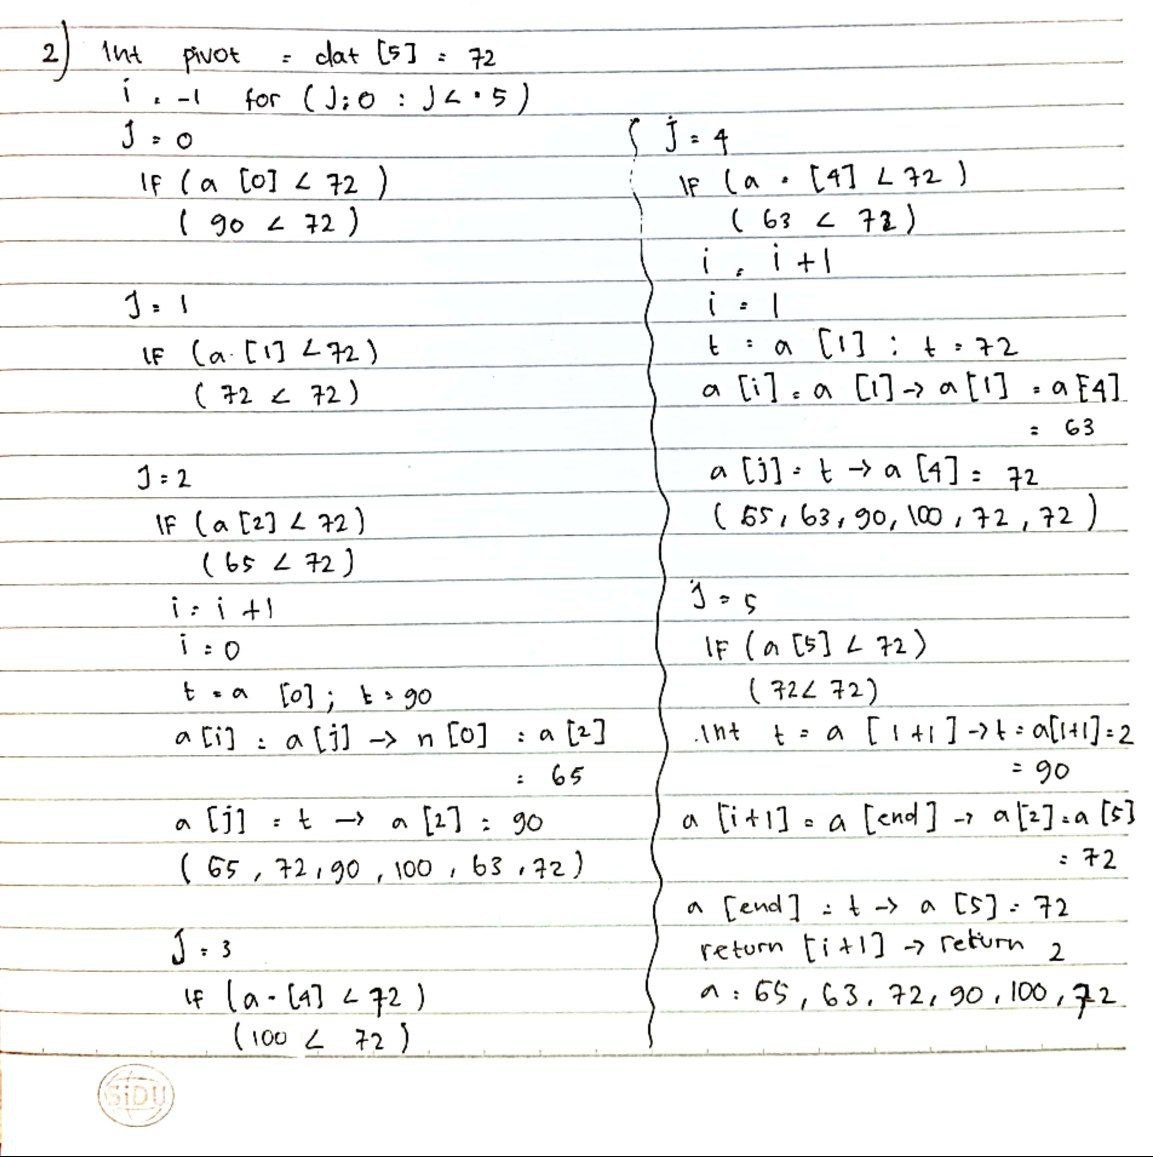 2) Int pivot = dat [5] = 72
i = -1 for (J=0 : J<=5)
J = 0
IF (a [0] < 72 )
( 90 < 72 )
J = 1
IF (a. [1] < 72)
( 72 < 72 )
J = 2
IF (a [2] < 72)
( 65 < 72 )
i = i +1
i = 0
t = a [0] ; t = 90
a [i] = a [j] → n [0] = a [2]
= 65
a [j] = t → a [2] = 90
( 65 , 72 , 90 , 100 , 63 , 72 )
J = 3
IF (a - [4] < 72 )
(100 < 72 )
j = 4
IF (a = [4] < 72 )
( 63 < 72 )
i = i +1
i = 1
t = a [1] : t = 72
a [i] = a [1] → a [1] = a [4]
= 63
a [j] = t → a [4] = 72
( 65 , 63 , 90 , 100 , 72 , 72 )
J = 5
IF (a [5] < 72)
( 72 < 72)
.Int t = a [ 1+1 ] → t = a[1+1] = 2
= 90
a [i+1] = a [end] → a [2] = a [5]
= 72
a [end] = t → a [5] = 72
return [i+1] → return 2
a = 65 , 63 , 72 , 90 , 100 , 72
SiDU